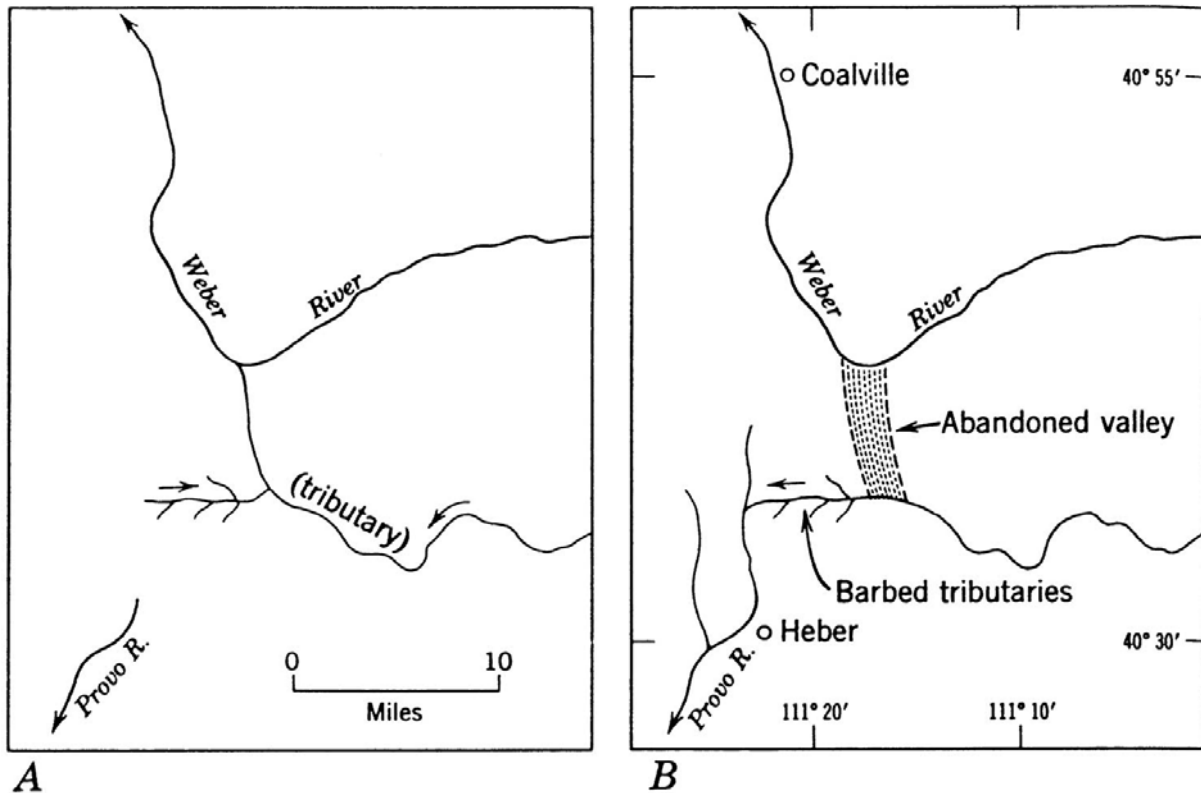 Weber
River
(tributary)
Provo R.
0 10
Miles
A
Coalville
40° 55′
Weber
River
Abandoned valley
Barbed tributaries
Heber
40° 30′
Provo R.
111° 20′ 111° 10′
B